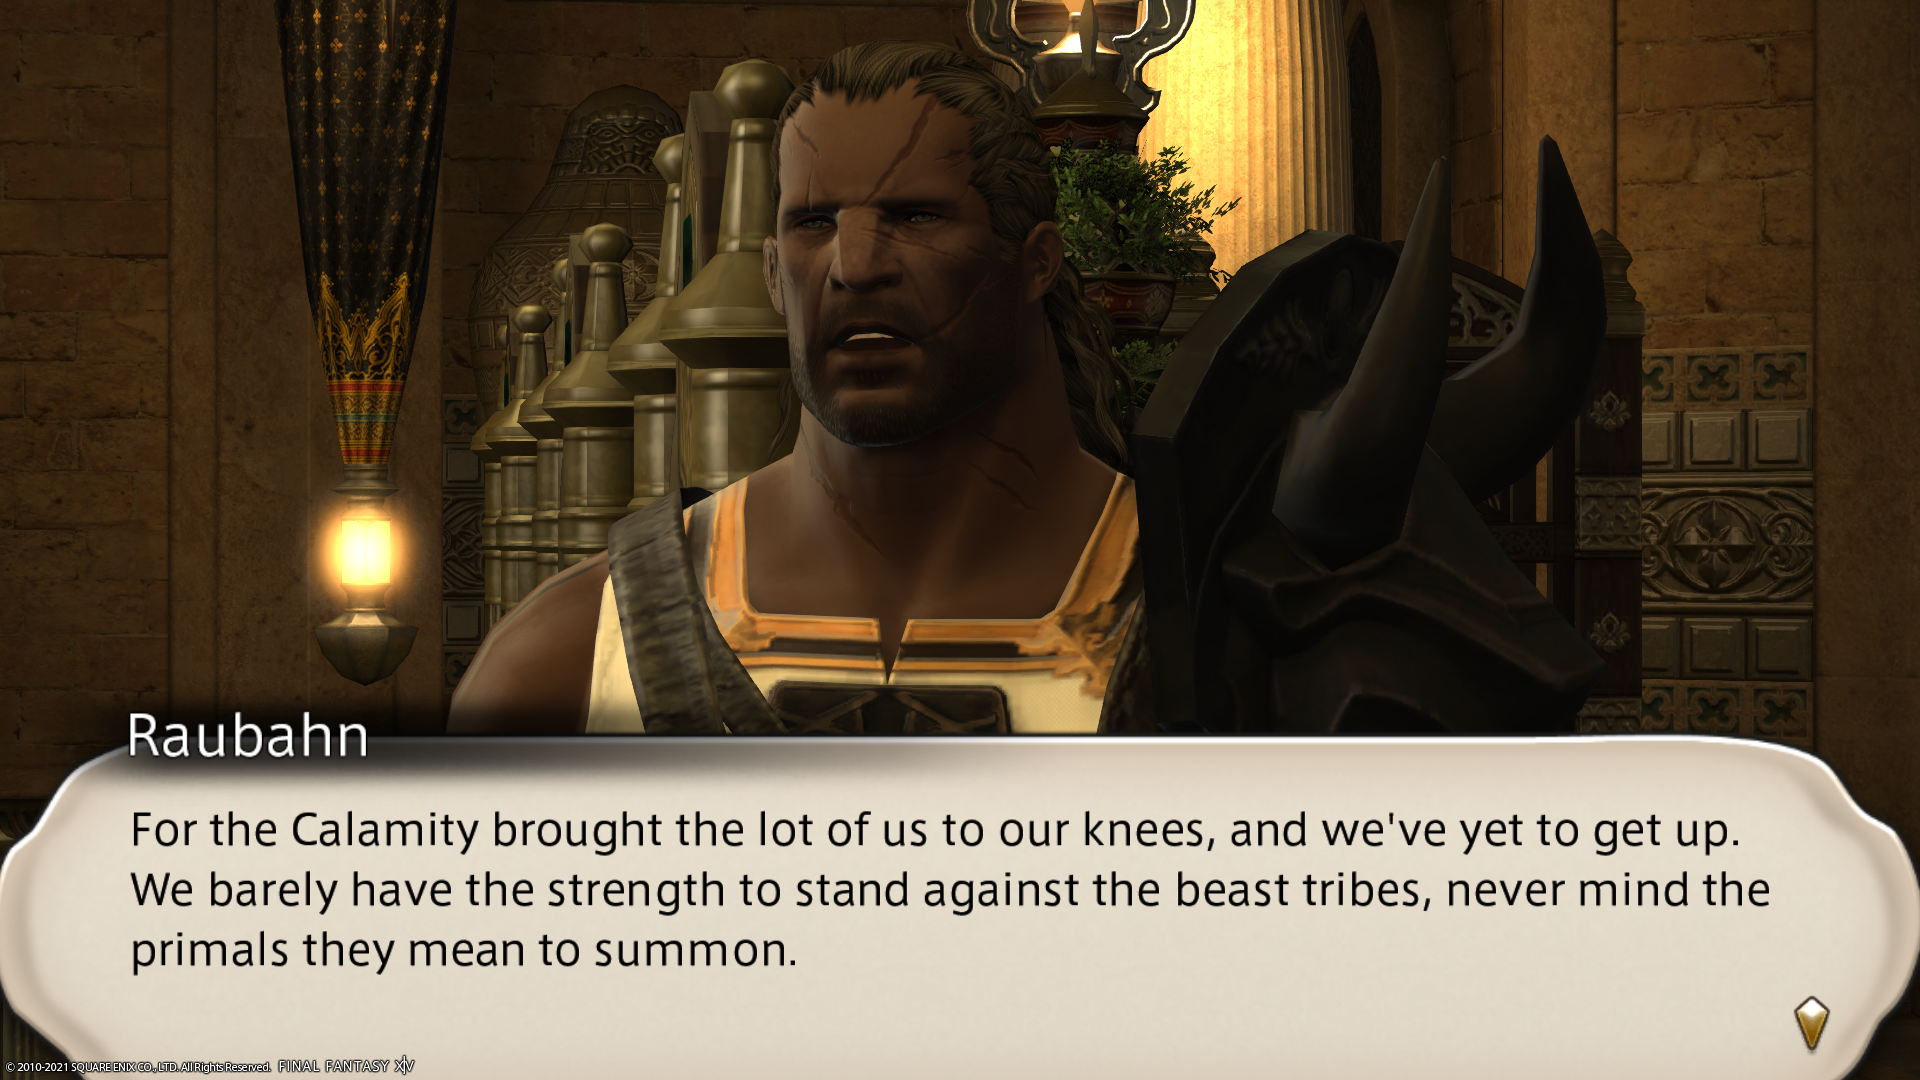 Raubahn
For the Calamity brought the lot of us to our knees, and we've yet to get up.
We barely have the strength to stand against the beast tribes, never mind the
primals they mean to summon.
© 2010-2021 SQUARE ENIX CO., LTD. All Rights Reserved. FINAL FANTASY XIV